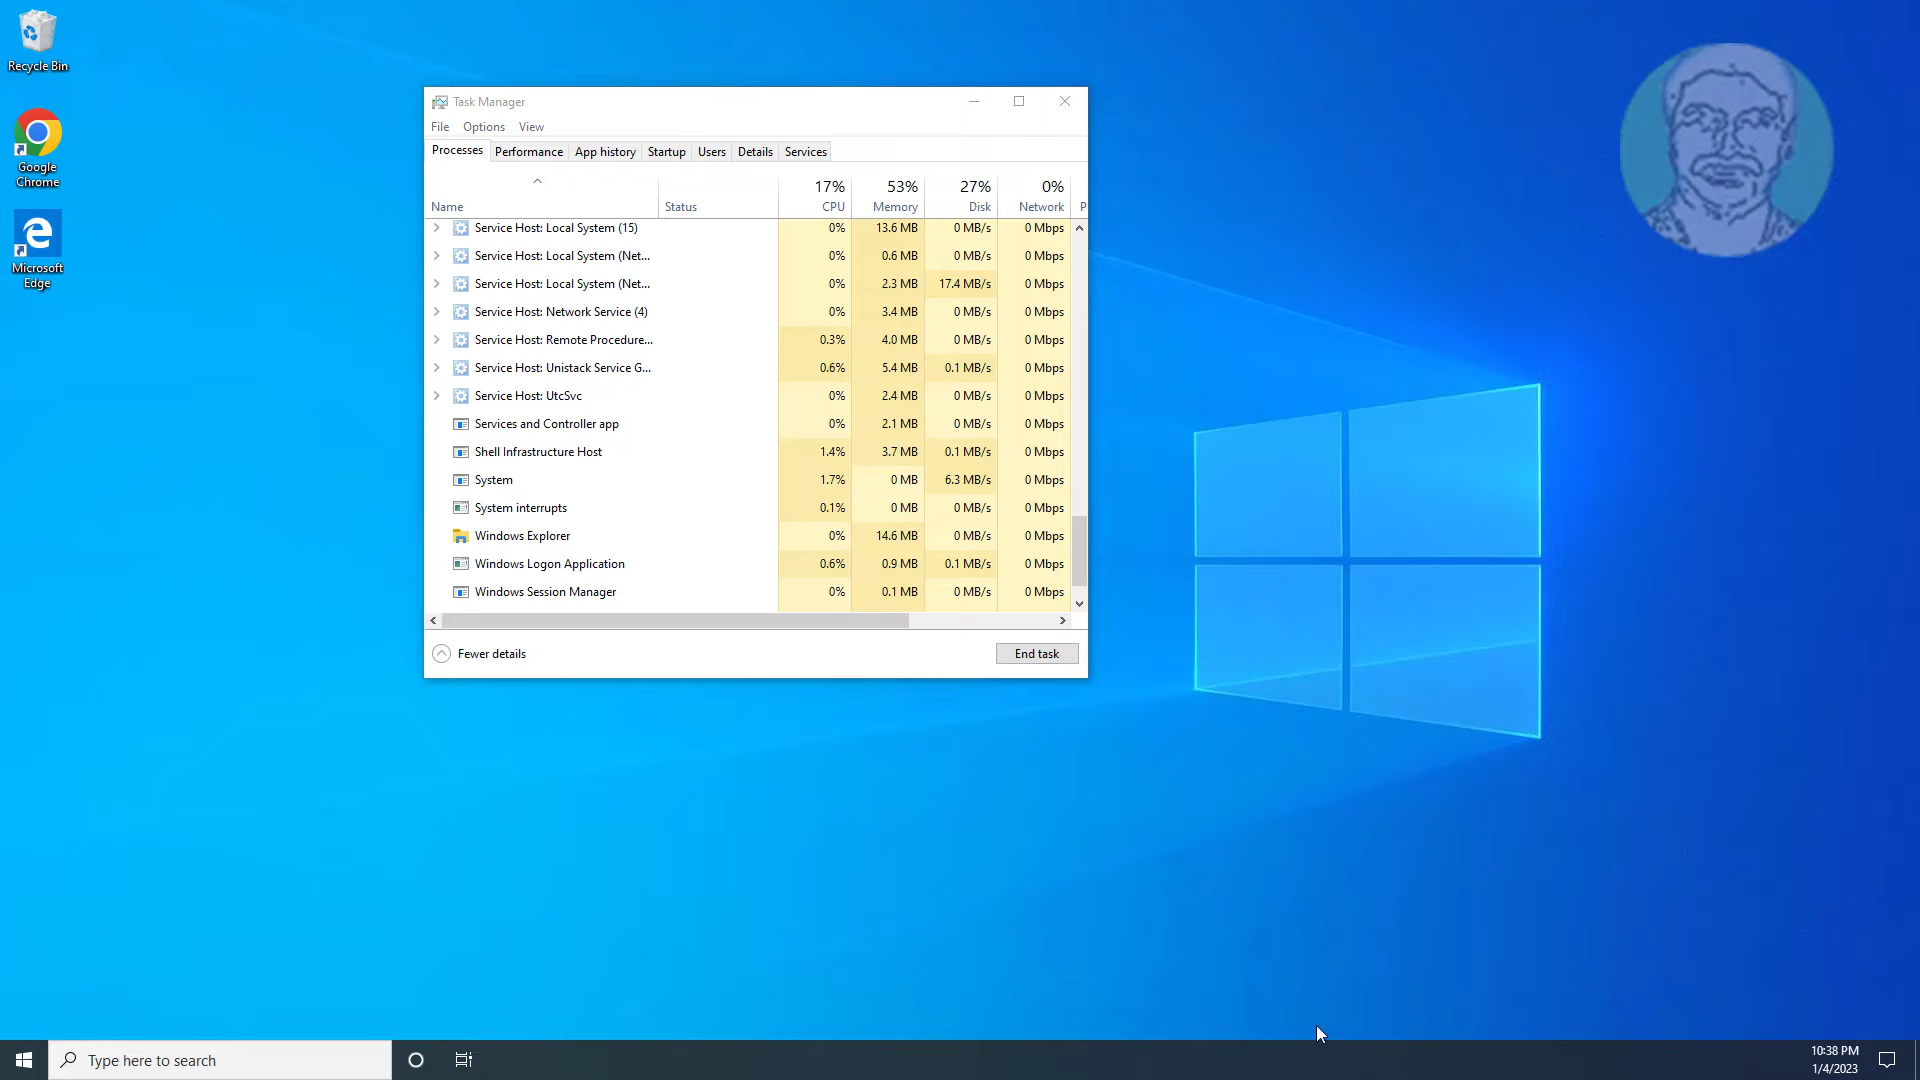 Recycle Bin
Google
Chrome
Microsoft
Edge
Task Manager
File Options View
Processes Performance App history Startup Users Details Services
17% 53% 27% 0%
Name Status CPU Memory Disk Network P
Service Host: Local System (15) 0% 13.6 MB 0 MB/s 0 Mbps
Service Host: Local System (Net... 0% 0.6 MB 0 MB/s 0 Mbps
Service Host: Local System (Net... 0% 2.3 MB 17.4 MB/s 0 Mbps
Service Host: Network Service (4) 0% 3.4 MB 0 MB/s 0 Mbps
Service Host: Remote Procedure... 0.3% 4.0 MB 0 MB/s 0 Mbps
Service Host: Unistack Service G... 0.6% 5.4 MB 0.1 MB/s 0 Mbps
Service Host: UtcSvc 0% 2.4 MB 0 MB/s 0 Mbps
Services and Controller app 0% 2.1 MB 0 MB/s 0 Mbps
Shell Infrastructure Host 1.4% 3.7 MB 0.1 MB/s 0 Mbps
System 1.7% 0 MB 6.3 MB/s 0 Mbps
System interrupts 0.1% 0 MB 0 MB/s 0 Mbps
Windows Explorer 0% 14.6 MB 0 MB/s 0 Mbps
Windows Logon Application 0.6% 0.9 MB 0.1 MB/s 0 Mbps
Windows Session Manager 0% 0.1 MB 0 MB/s 0 Mbps
Fewer details End task
Type here to search
10:38 PM
1/4/2023